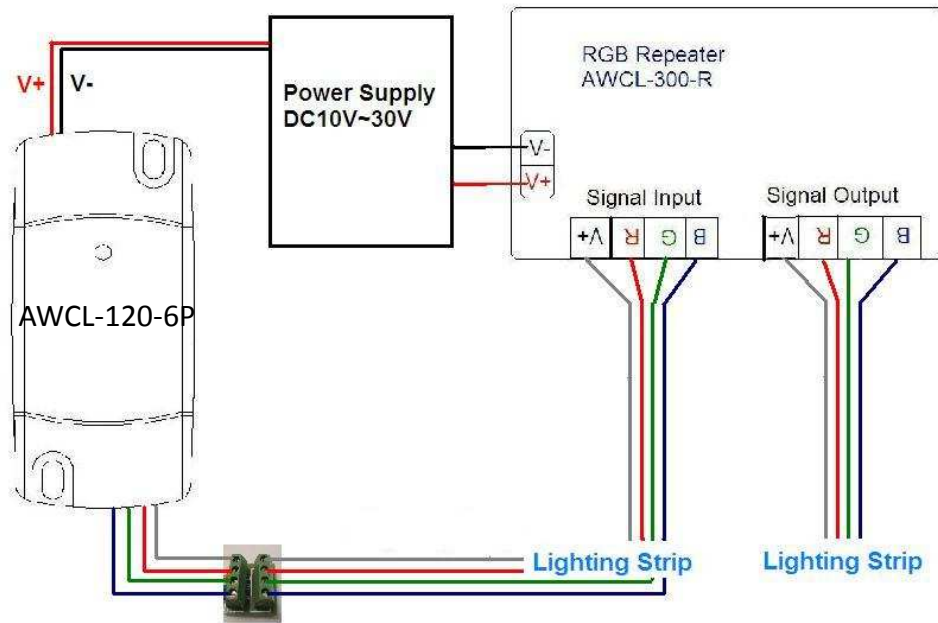 V+
V-
Power Supply
DC10V~30V
RGB Repeater
AWCL-300-R
V-
V+
Signal Input
V+ R G B
Signal Output
V+ R G B
AWCL-120-6P
Lighting Strip
Lighting Strip